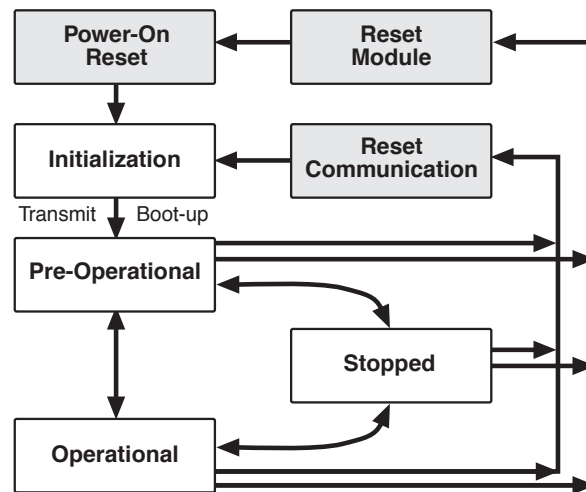 Power-On
Reset
Reset
Module
Initialization
Reset
Communication
Transmit Boot-up
Pre-Operational
Stopped
Operational